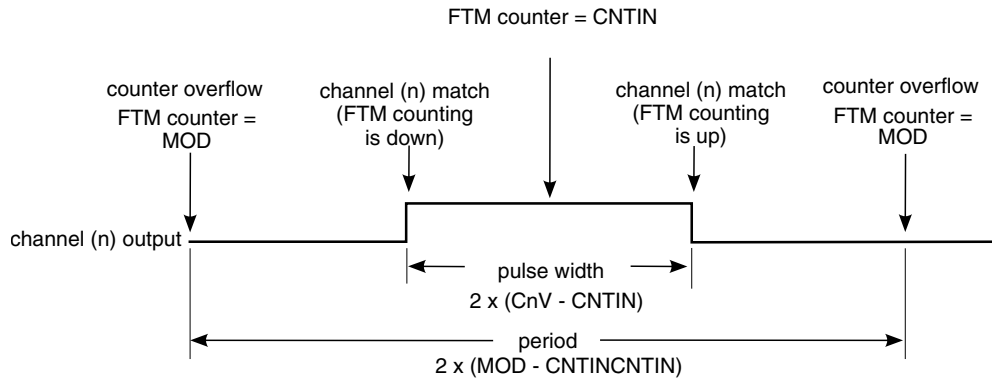 FTM counter = CNTIN
counter overflow
FTM counter =
MOD
channel (n) match
(FTM counting
is down)
channel (n) match
(FTM counting
is up)
counter overflow
FTM counter =
MOD
channel (n) output
pulse width
2 x (CnV - CNTIN)
period
2 x (MOD - CNTINCNTIN)